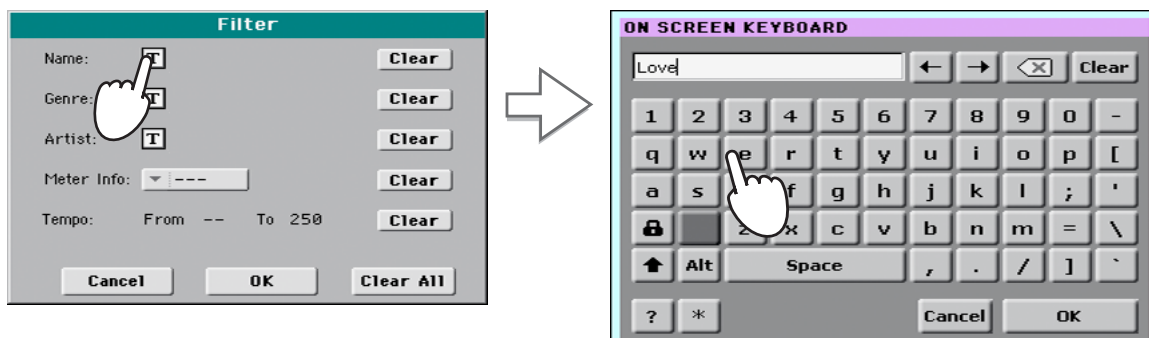 Filter
Name: T Clear
Genre: T Clear
Artist: T Clear
Meter Info: --- Clear
Tempo: From -- To 250 Clear
Cancel OK Clear All
ON SCREEN KEYBOARD
Love
← → Clear
1 2 3 4 5 6 7 8 9 0 -
q w e r t y u i o p [
a s f g h j k l ; '
z x c v b n m = \
Alt Space , . / ] `
? * Cancel OK